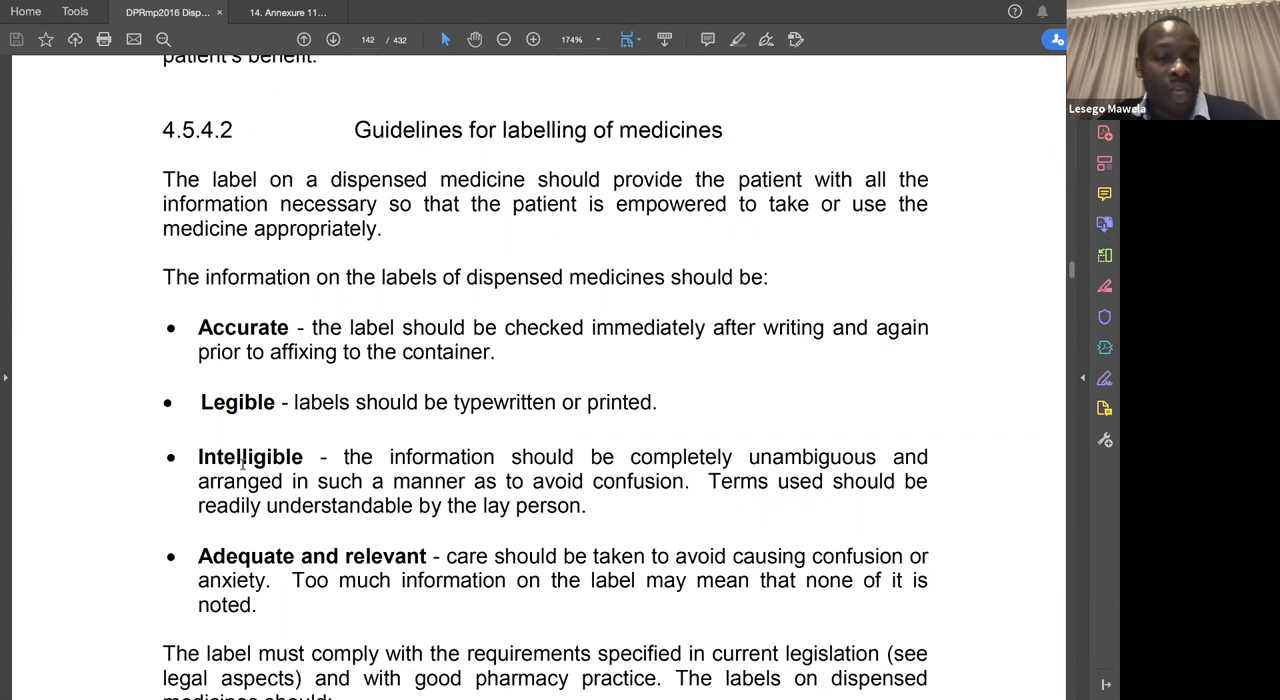 Home Tools DPRmp2016 Disp... × 14. Annexure 11...
142 / 432 174%
patient's benefit.
Lesego Mawela
4.5.4.2 Guidelines for labelling of medicines
The label on a dispensed medicine should provide the patient with all the
information necessary so that the patient is empowered to take or use the
medicine appropriately.
The information on the labels of dispensed medicines should be:
• Accurate - the label should be checked immediately after writing and again
prior to affixing to the container.
• Legible - labels should be typewritten or printed.
• Intelligible - the information should be completely unambiguous and
arranged in such a manner as to avoid confusion. Terms used should be
readily understandable by the lay person.
• Adequate and relevant - care should be taken to avoid causing confusion or
anxiety. Too much information on the label may mean that none of it is
noted.
The label must comply with the requirements specified in current legislation (see
legal aspects) and with good pharmacy practice. The labels on dispensed
medicines should: